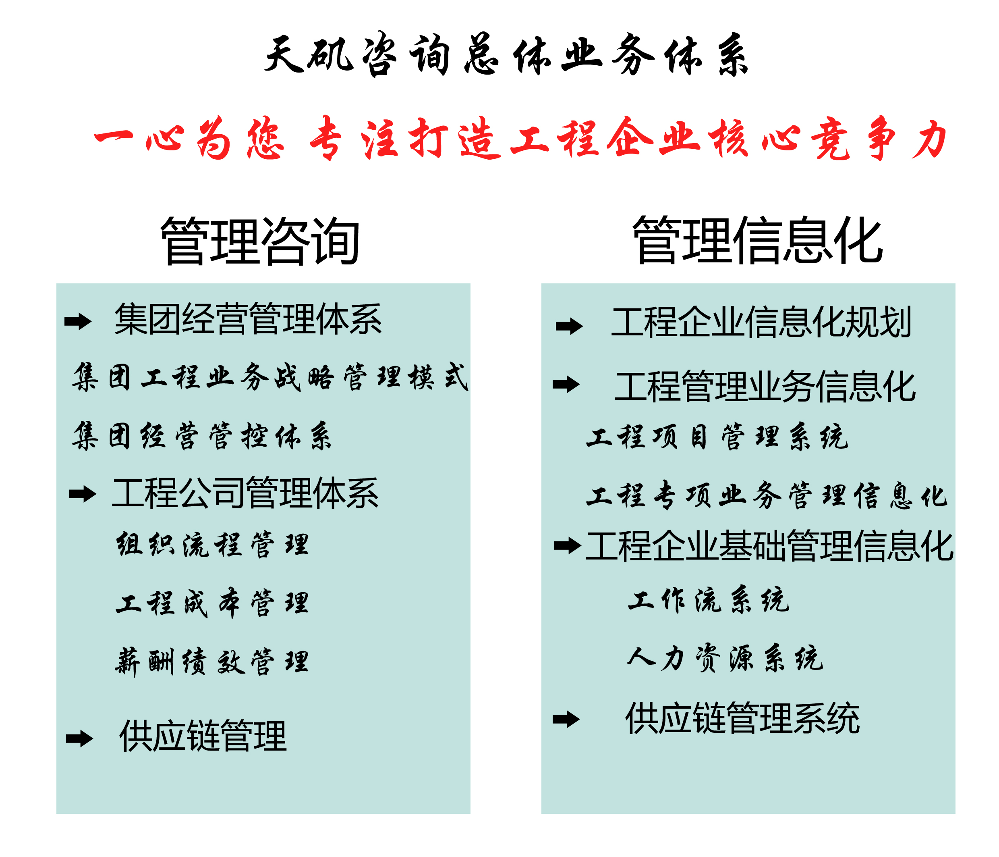 天矶咨询总体业务体系
一心为您 专注打造工程企业核心竞争力
管理咨询
集团经营管理体系
集团工程业务战略管理模式
集团经营管控体系
工程公司管理体系
组织流程管理
工程成本管理
薪酬绩效管理
供应链管理
管理信息化
工程企业信息化规划
工程管理业务信息化
工程项目管理系统
工程专项业务管理信息化
工程企业基础管理信息化
工作流系统
人力资源系统
供应链管理系统